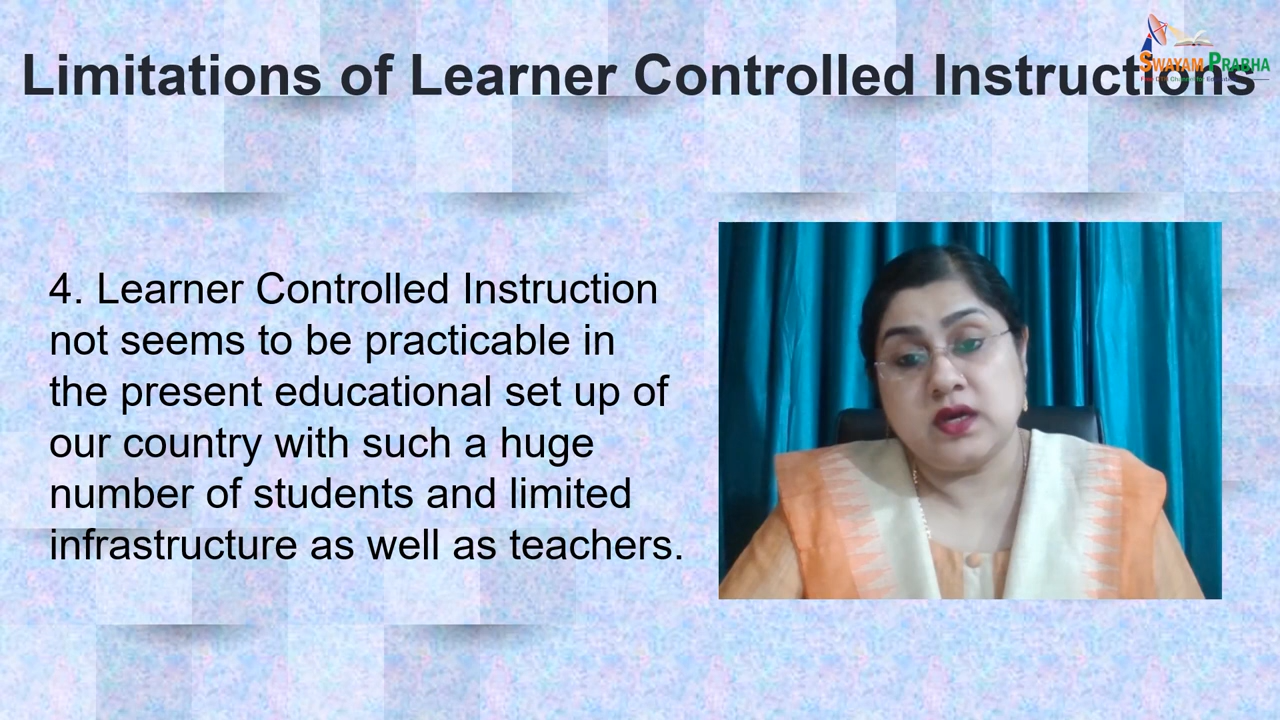 Limitations of Learner Controlled Instructions
SWAYAM PRABHA
4. Learner Controlled Instruction
not seems to be practicable in
the present educational set up of
our country with such a huge
number of students and limited
infrastructure as well as teachers.